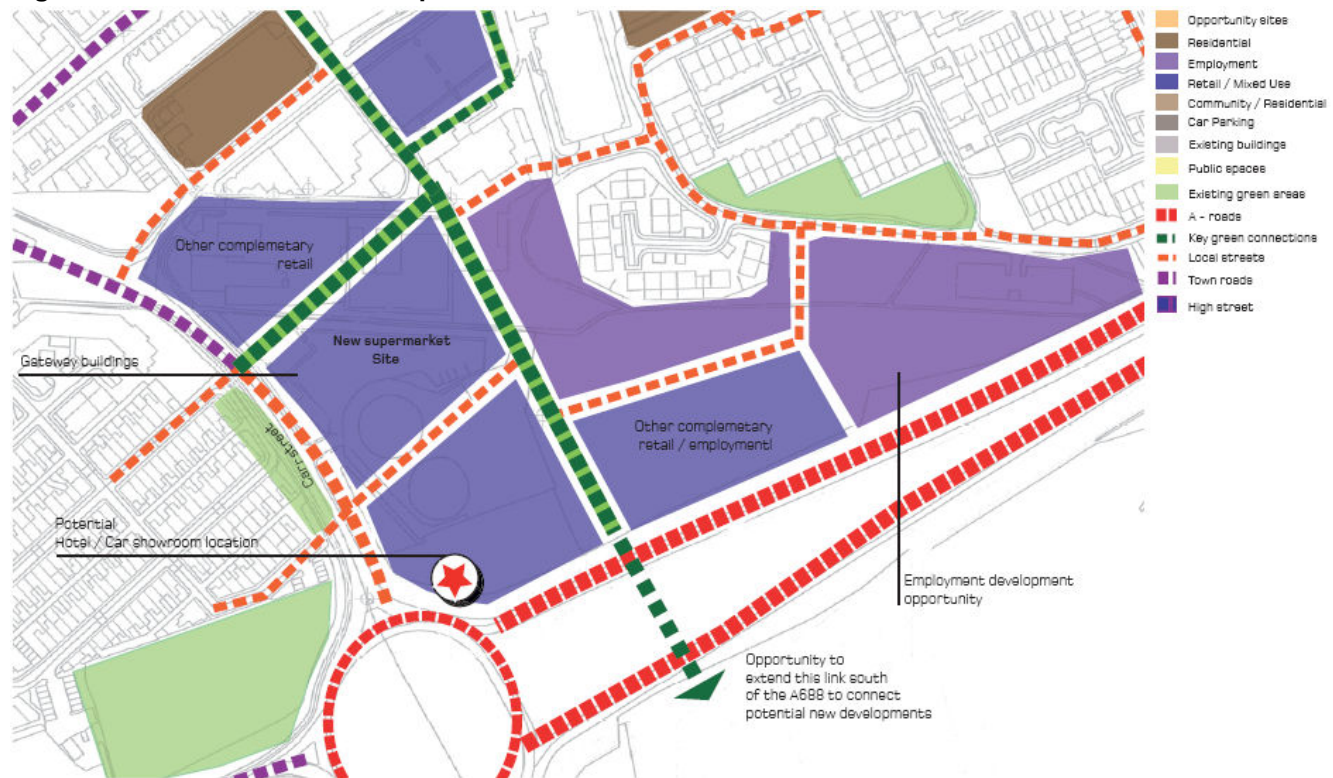 Opportunity sites
Residential
Employment
Retail / Mixed Use
Community / Residential
Car Parking
Existing buildings
Public spaces
Existing green areas
A - roads
Key green connections
Local streets
Town roads
High street
Other complemetary
retail
New supermarket
Site
Gateway buildings
Carr street
Other complemetary
retail / employmentl
Potential
Hotel / Car showroom location
Employment development
opportunity
Opportunity to
extend this link south
of the A688 to connect
potential new developments